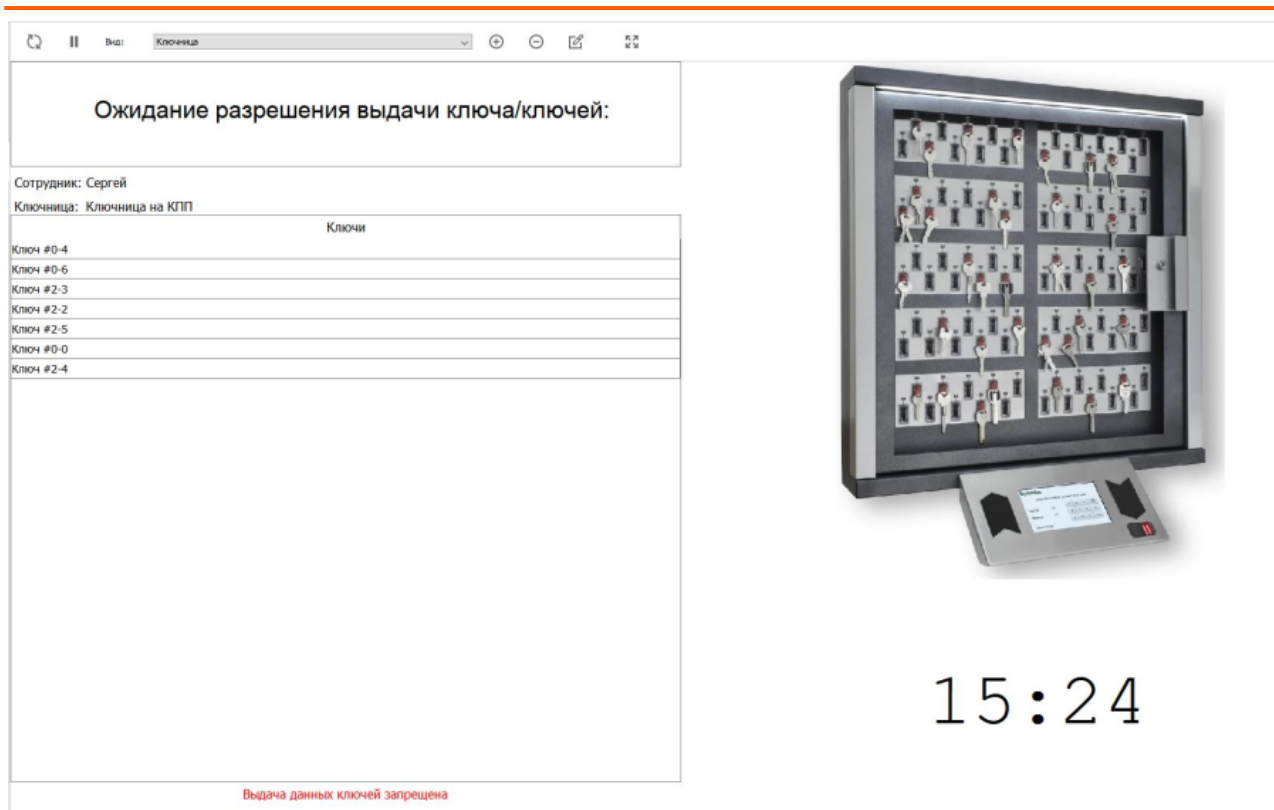 Вид: Ключница
Ожидание разрешения выдачи ключа/ключей:
Сотрудник: Сергей
Ключница: Ключница на КПП
Ключи
Ключ #0-4
Ключ #0-6
Ключ #2-3
Ключ #2-2
Ключ #2-5
Ключ #0-0
Ключ #2-4
15:24
Выдача данных ключей запрещена